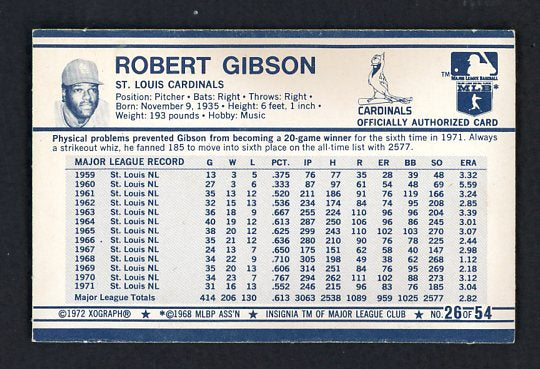 ROBERT GIBSON
ST. LOUIS CARDINALS
Position: Pitcher • Bats: Right • Throws: Right •
Born: November 9, 1935 • Height: 6 feet, 1 inch •
Weight: 193 pounds • Hobby: Music
CARDINALS
TM
MAJOR LEAGUE BASEBALL
MLB*
OFFICIALLY AUTHORIZED CARD
Physical problems prevented Gibson from becoming a 20-game winner for the sixth time in 1971. Always
a strikeout whiz, he fanned 185 to move into sixth spot on the all-time list with 2577.
MAJOR LEAGUE RECORD G W L PCT. IP H R ER BB SO ERA
1959 St. Louis NL 13 3 5 .375 76 77 35 28 39 48 3.32
1960 St. Louis NL 27 3 6 .333 87 97 61 54 48 69 5.59
1961 St. Louis NL 35 13 12 .520 211 186 91 76 119 166 3.24
1962 St. Louis NL 32 15 13 .536 234 174 84 74 95 208 2.85
1963 St. Louis NL 36 18 9 .667 255 224 110 96 96 204 3.39
1964 St. Louis NL 40 19 12 .613 287 250 106 96 86 245 3.01
1965 St. Louis NL 38 20 12 .625 299 243 110 102 103 270 3.07
1966 St. Louis NL 35 21 12 .636 280 210 90 76 78 225 2.44
1967 St. Louis NL 24 13 7 .650 175 151 62 58 40 147 2.98
1968 St. Louis NL 34 22 9 .710 305 198 49 38 62 268 1.12
1969 St. Louis NL 35 20 13 .606 314 251 84 76 95 269 2.18
1970 St. Louis NL 34 23 7 .767 294 262 111 102 88 273 3.12
1971 St. Louis NL 31 16 13 .552 246 215 96 83 76 185 3.04
Major League Totals 414 206 130 .613 3063 2538 1089 959 1025 2577 2.82
©1972 XOGRAPH® ★ *©1968 MLBP ASS'N ★ INSIGNIA TM OF MAJOR LEAGUE CLUB ★ NO. 26 OF 54